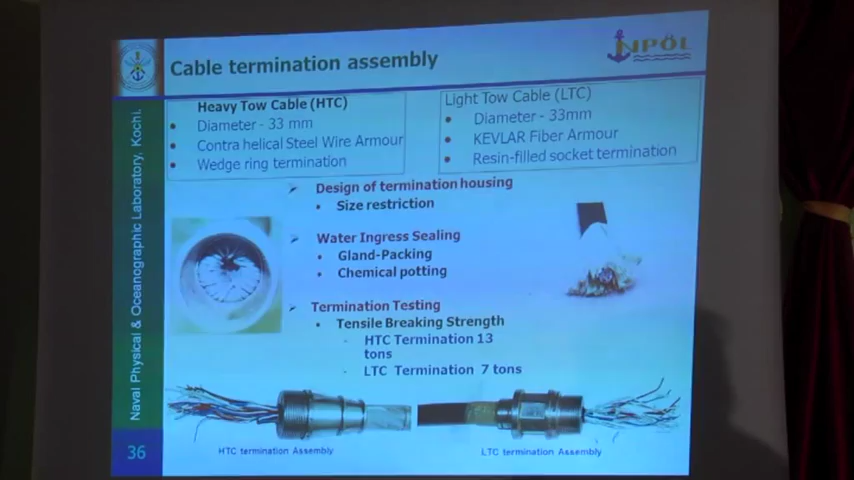 Cable termination assembly
NPOL
Heavy Tow Cable (HTC)
• Diameter - 33 mm
• Contra helical Steel Wire Armour
• Wedge ring termination
Light Tow Cable (LTC)
• Diameter - 33mm
• KEVLAR Fiber Armour
• Resin-filled socket termination
➢ Design of termination housing
• Size restriction
➢ Water Ingress Sealing
• Gland-Packing
• Chemical potting
➢ Termination Testing
• Tensile Breaking Strength
- HTC Termination 13
tons
- LTC Termination 7 tons
HTC termination Assembly
LTC termination Assembly
Naval Physical & Oceanographic Laboratory, Kochi.
36